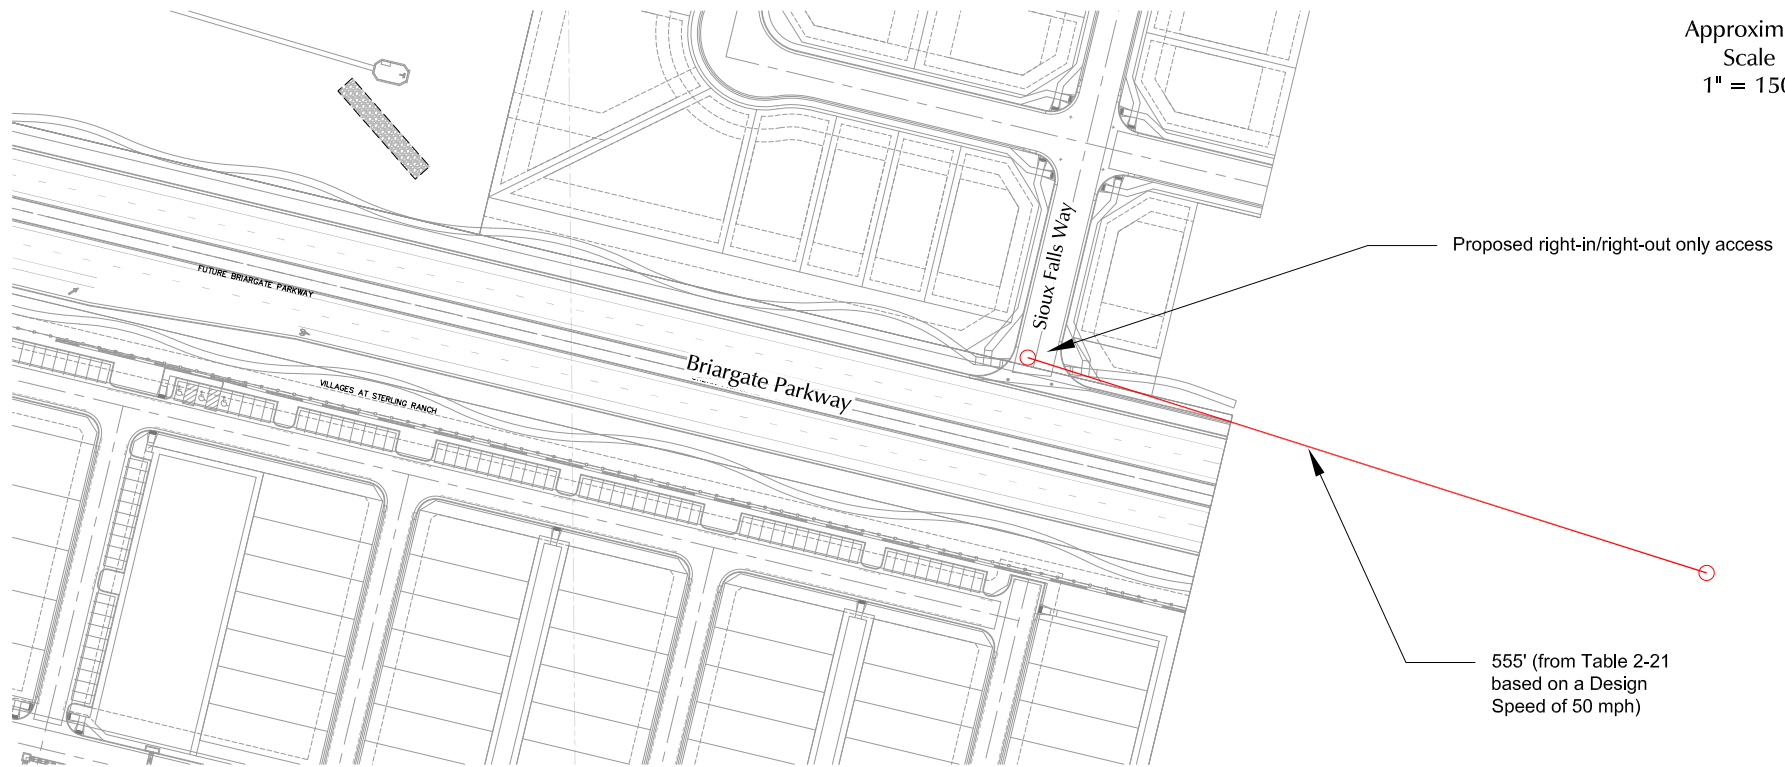 Approxim
Scale
1" = 150
Proposed right-in/right-out only access
Sioux Falls Way
FUTURE BRIARGATE PARKWAY
Briargate Parkway
VILLAGES AT STERLING RANCH
555' (from Table 2-21
based on a Design
Speed of 50 mph)